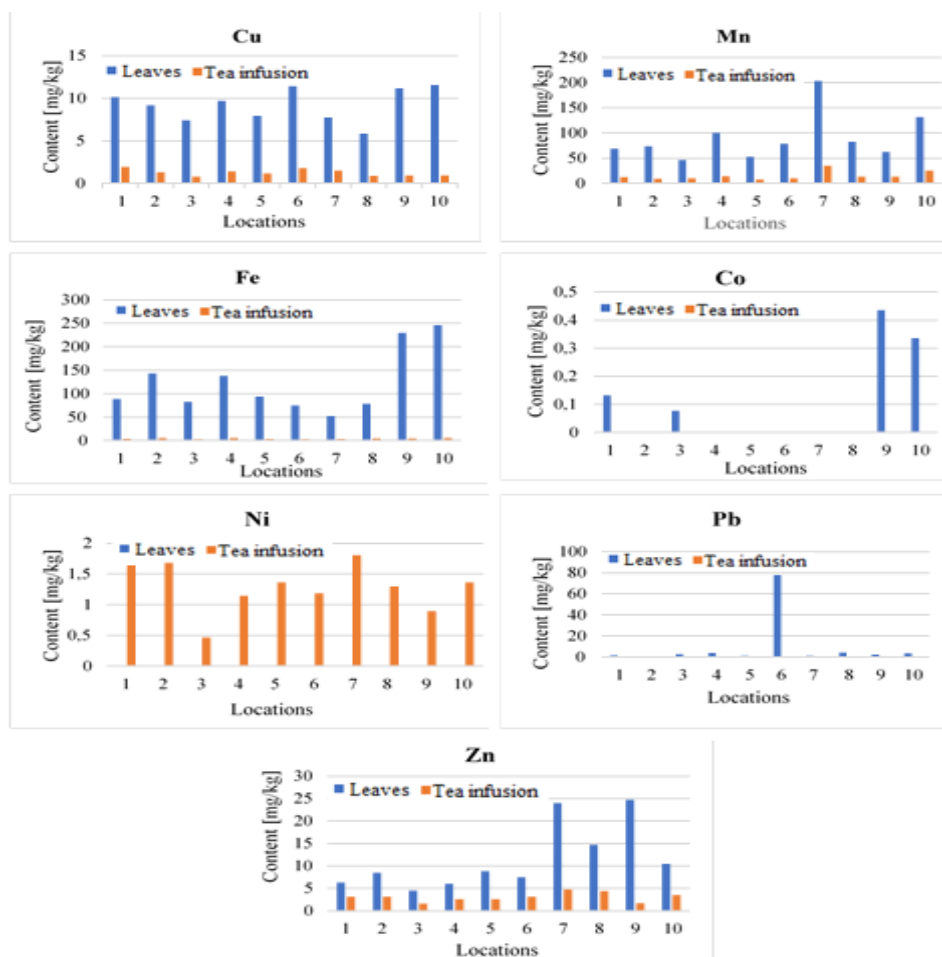 Cu
15
10
5
0
Content [mg/kg]
Leaves Tea infusion
1 2 3 4 5 6 7 8 9 10
Locations
Mn
250
200
150
100
50
0
Content [mg/kg]
Leaves Tea infusion
1 2 3 4 5 6 7 8 9 10
Locations
Fe
300
250
200
150
100
50
0
Content [mg/kg]
Leaves Tea infusion
1 2 3 4 5 6 7 8 9 10
Locations
Co
0,5
0,4
0,3
0,2
0,1
0
Content [mg/kg]
Leaves Tea infusion
1 2 3 4 5 6 7 8 9 10
Locations
Ni
2
1,5
1
0,5
0
Content [mg/kg]
Leaves Tea infusion
1 2 3 4 5 6 7 8 9 10
Locations
Pb
100
80
60
40
20
0
Content [mg/kg]
Leaves Tea infusion
1 2 3 4 5 6 7 8 9 10
Locations
Zn
30
25
20
15
10
5
0
Content [mg/kg]
Leaves Tea infusion
1 2 3 4 5 6 7 8 9 10
Locations